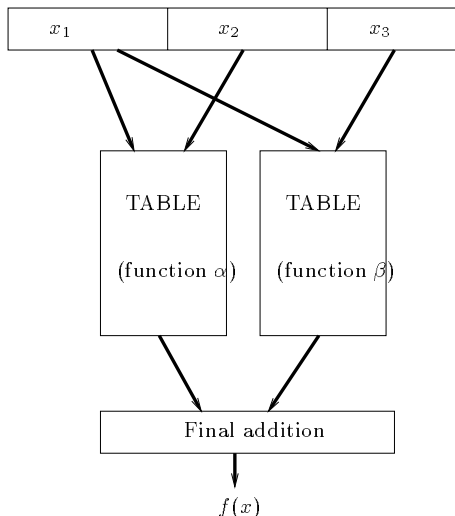 x₁ x₂ x₃
TABLE TABLE
(function α) (function β)
Final addition
f(x)